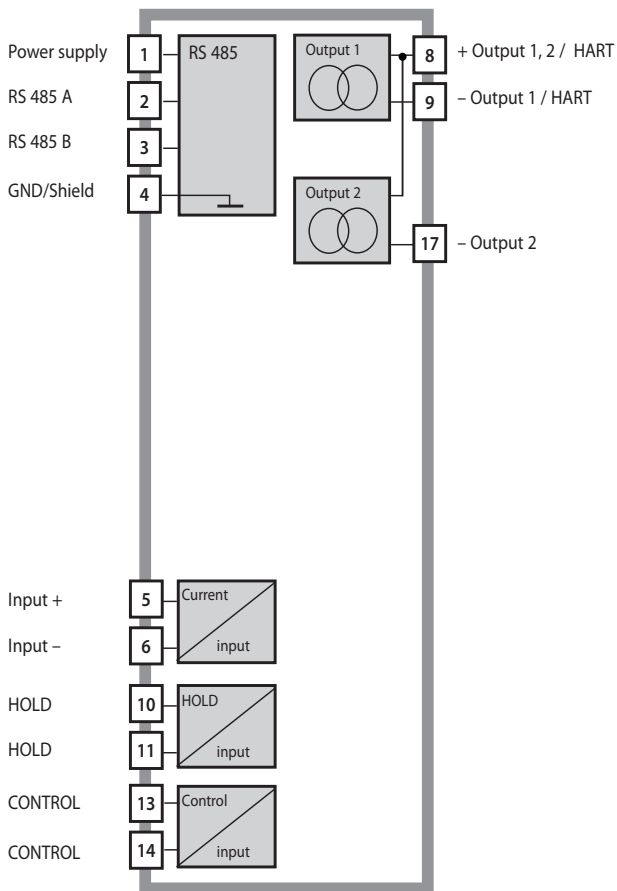 Power supply 1 RS 485
RS 485 A 2
RS 485 B 3
GND/Shield 4
Output 1 8 + Output 1, 2 / HART
9 – Output 1 / HART
Output 2
17 – Output 2
Input + 5 Current
Input – 6 input
HOLD 10 HOLD
HOLD 11 input
CONTROL 13 Control
CONTROL 14 input